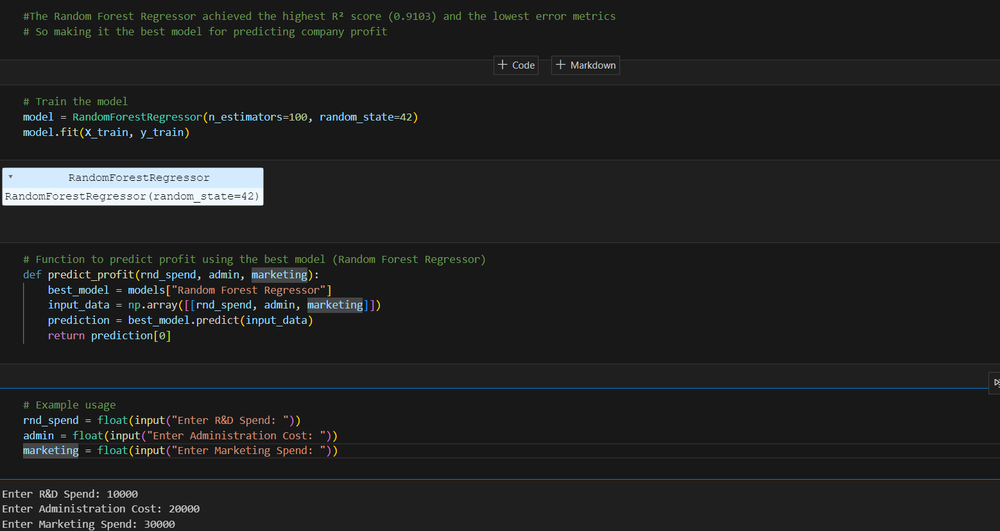 #The Random Forest Regressor achieved the highest R² score (0.9103) and the lowest error metrics
# So making it the best model for predicting company profit
+ Code + Markdown
# Train the model
model = RandomForestRegressor(n_estimators=100, random_state=42)
model.fit(X_train, y_train)
RandomForestRegressor
RandomForestRegressor(random_state=42)
# Function to predict profit using the best model (Random Forest Regressor)
def predict_profit(rnd_spend, admin, marketing):
    best_model = models["Random Forest Regressor"]
    input_data = np.array([[rnd_spend, admin, marketing]])
    prediction = best_model.predict(input_data)
    return prediction[0]
# Example usage
rnd_spend = float(input("Enter R&D Spend: "))
admin = float(input("Enter Administration Cost: "))
marketing = float(input("Enter Marketing Spend: "))
Enter R&D Spend: 10000
Enter Administration Cost: 20000
Enter Marketing Spend: 30000